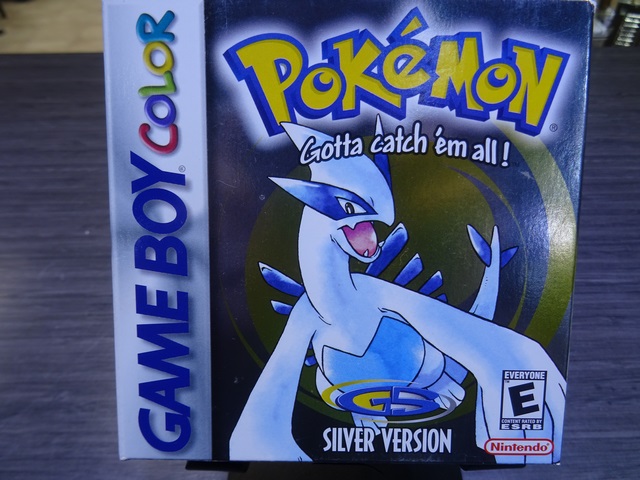 GAME BOY COLOR
POKéMON
Gotta catch 'em all!
GS
SILVER VERSION
EVERYONE
E
CONTENT RATED BY
ESRB
Nintendo